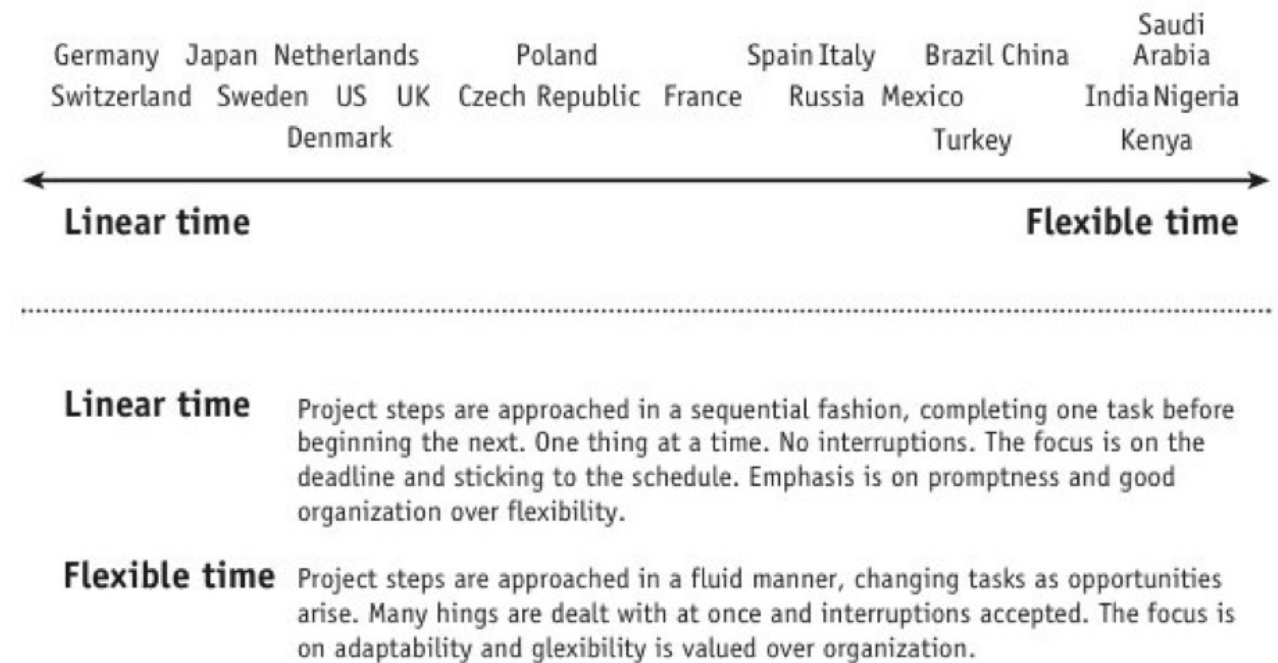 Saudi
Germany Japan Netherlands Poland Spain Italy Brazil China Arabia
Switzerland Sweden US UK Czech Republic France Russia Mexico India Nigeria
Denmark Turkey Kenya
Linear time Flexible time
Linear time Project steps are approached in a sequential fashion, completing one task before
beginning the next. One thing at a time. No interruptions. The focus is on the
deadline and sticking to the schedule. Emphasis is on promptness and good
organization over flexibility.
Flexible time Project steps are approached in a fluid manner, changing tasks as opportunities
arise. Many hings are dealt with at once and interruptions accepted. The focus is
on adaptability and glexibility is valued over organization.